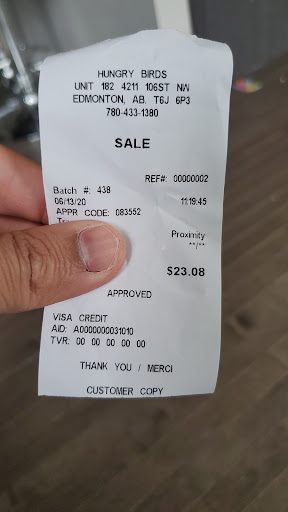 HUNGRY BIRDS
UNIT 182 4211 106ST NW
EDMONTON, AB. T6J 6P3
780-433-1380
SALE
REF#: 00000002
Batch #: 438
06/13/20 11:19:45
APPR CODE: 083552
Proximity
**/**
$23.08
APPROVED
VISA CREDIT
AID: A0000000031010
TVR: 00 00 00 00 00
THANK YOU / MERCI
CUSTOMER COPY